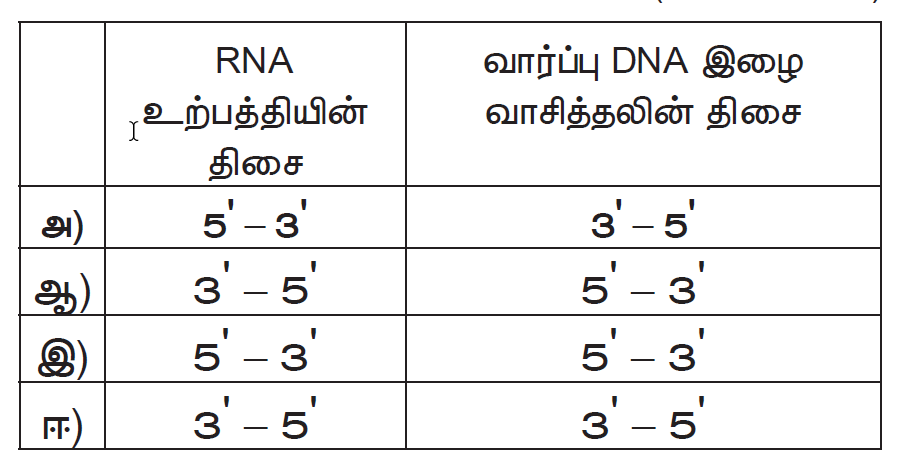 RNA
உற்பத்தியின்
திசை
வார்ப்பு DNA இழை
வாசித்தலின் திசை
அ) 5' – 3' 3' – 5'
ஆ) 3' – 5' 5' – 3'
இ) 5' – 3' 5' – 3'
ஈ) 3' – 5' 3' – 5'